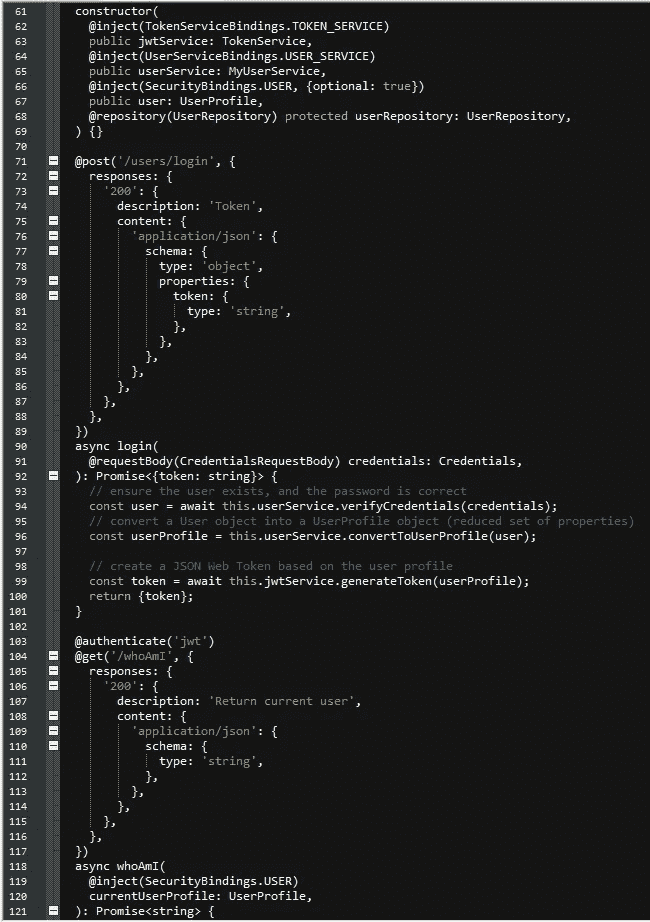 61 constructor(
62   @inject(TokenServiceBindings.TOKEN_SERVICE)
63   public jwtService: TokenService,
64   @inject(UserServiceBindings.USER_SERVICE)
65   public userService: MyUserService,
66   @inject(SecurityBindings.USER, {optional: true})
67   public user: UserProfile,
68   @repository(UserRepository) protected userRepository: UserRepository,
69 ) {}
70
71 @post('/users/login', {
72   responses: {
73     '200': {
74       description: 'Token',
75       content: {
76         'application/json': {
77           schema: {
78             type: 'object',
79             properties: {
80               token: {
81                 type: 'string',
82               },
83             },
84           },
85         },
86       },
87     },
88   },
89 })
90 async login(
91   @requestBody(CredentialsRequestBody) credentials: Credentials,
92 ): Promise<{token: string}> {
93   // ensure the user exists, and the password is correct
94   const user = await this.userService.verifyCredentials(credentials);
95   // convert a User object into a UserProfile object (reduced set of properties)
96   const userProfile = this.userService.convertToUserProfile(user);
97
98   // create a JSON Web Token based on the user profile
99   const token = await this.jwtService.generateToken(userProfile);
100   return {token};
101 }
102
103 @authenticate('jwt')
104 @get('/whoAmI', {
105   responses: {
106     '200': {
107       description: 'Return current user',
108       content: {
109         'application/json': {
110           schema: {
111             type: 'string',
112           },
113         },
114       },
115     },
116   },
117 })
118 async whoAmI(
119   @inject(SecurityBindings.USER)
120   currentUserProfile: UserProfile,
121 ): Promise<string> {